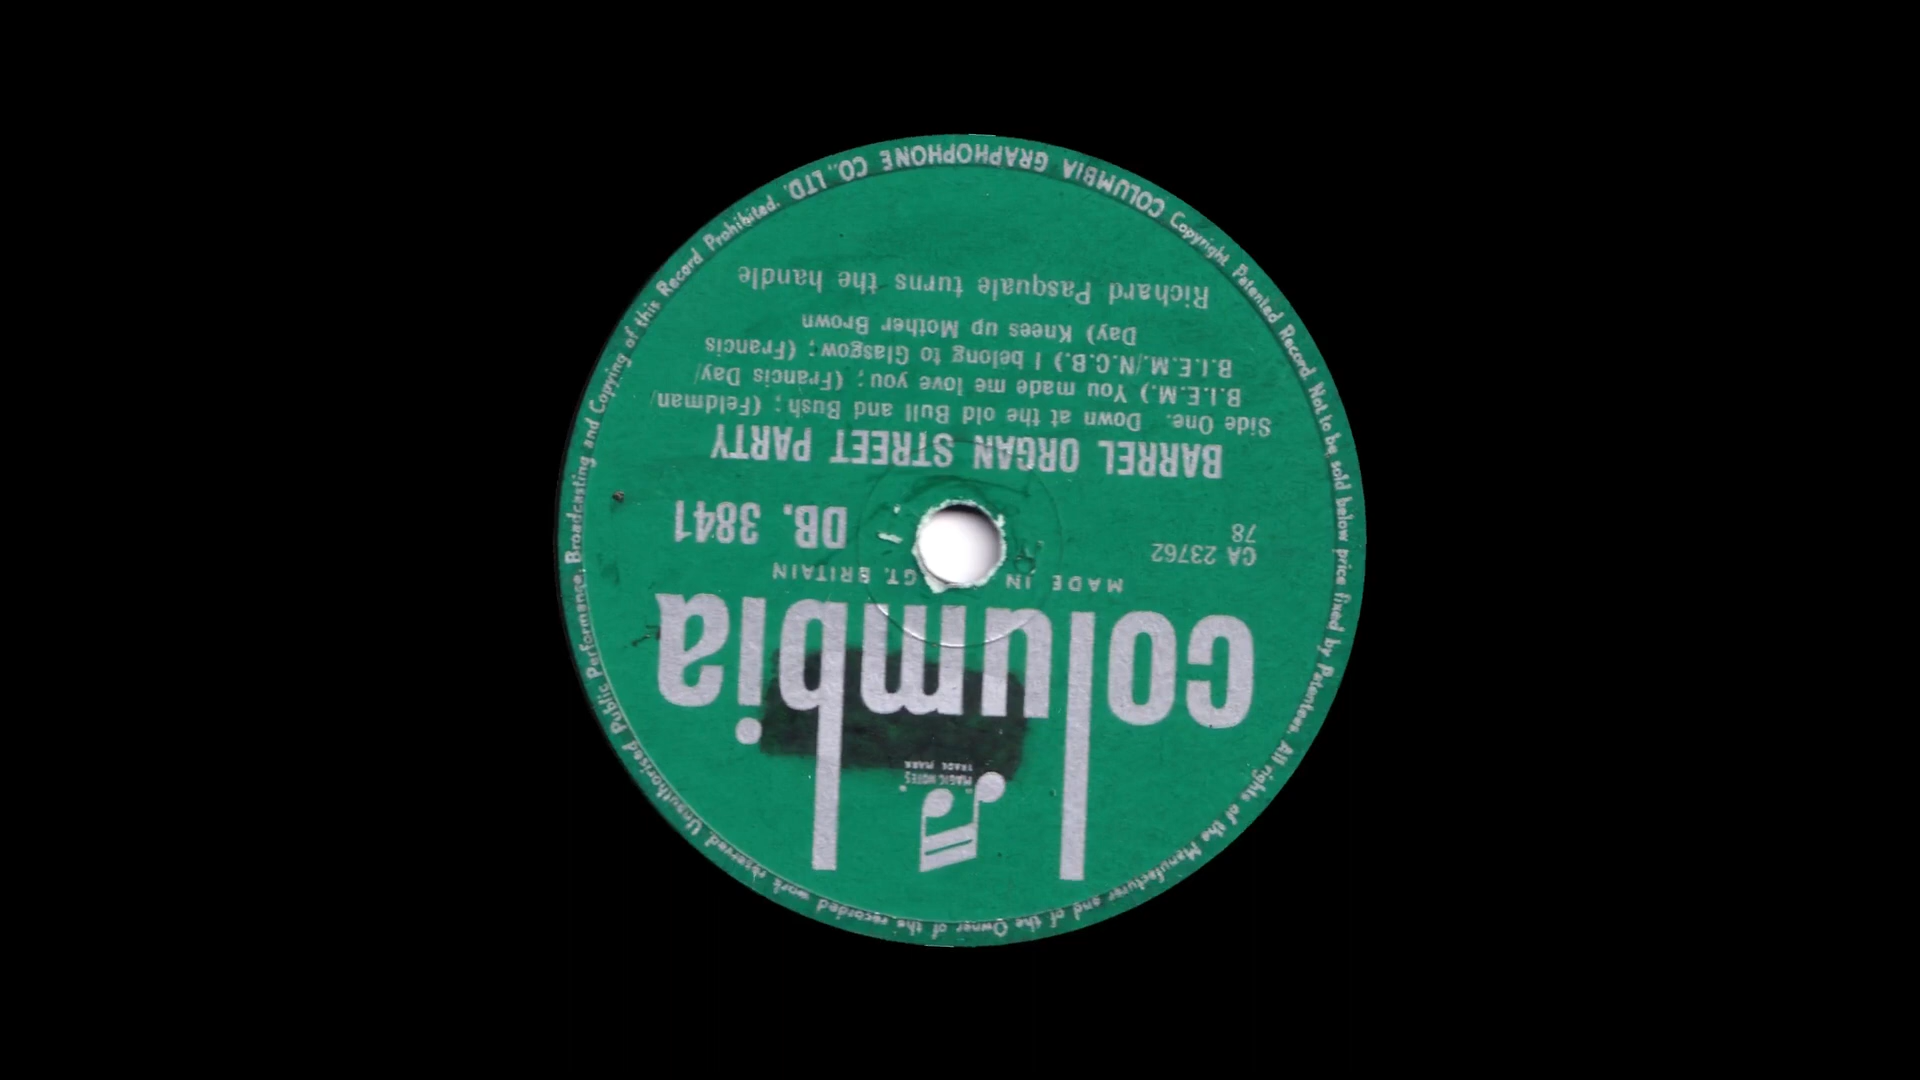 MAGIC NOTES
TRADE MARK
columbia
MADE IN GT. BRITAIN
CA 23762
78
DB. 3841
BARREL ORGAN STREET PARTY
Side One. Down at the old Bull and Bush; (Feldman/
B.I.E.M.) You made me love you; (Francis Day/
B.I.E.M./N.C.B.) I belong to Glasgow; (Francis
Day) Knees up Mother Brown
Richard Pasquale turns the handle
COLUMBIA GRAPHOPHONE CO., LTD. Copyright Patented Record. Not to be sold below price fixed by Patentees. All rights of the Manufacturer and of the Owner of the recorded work reserved. Unauthorised Public Performance, Broadcasting and Copying of this Record Prohibited.